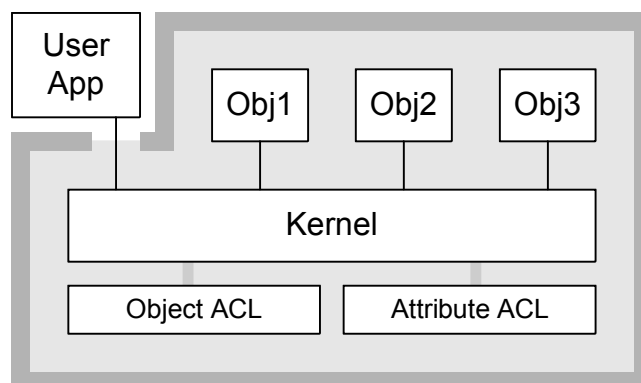 User
App
Obj1
Obj2
Obj3
Kernel
Object ACL
Attribute ACL